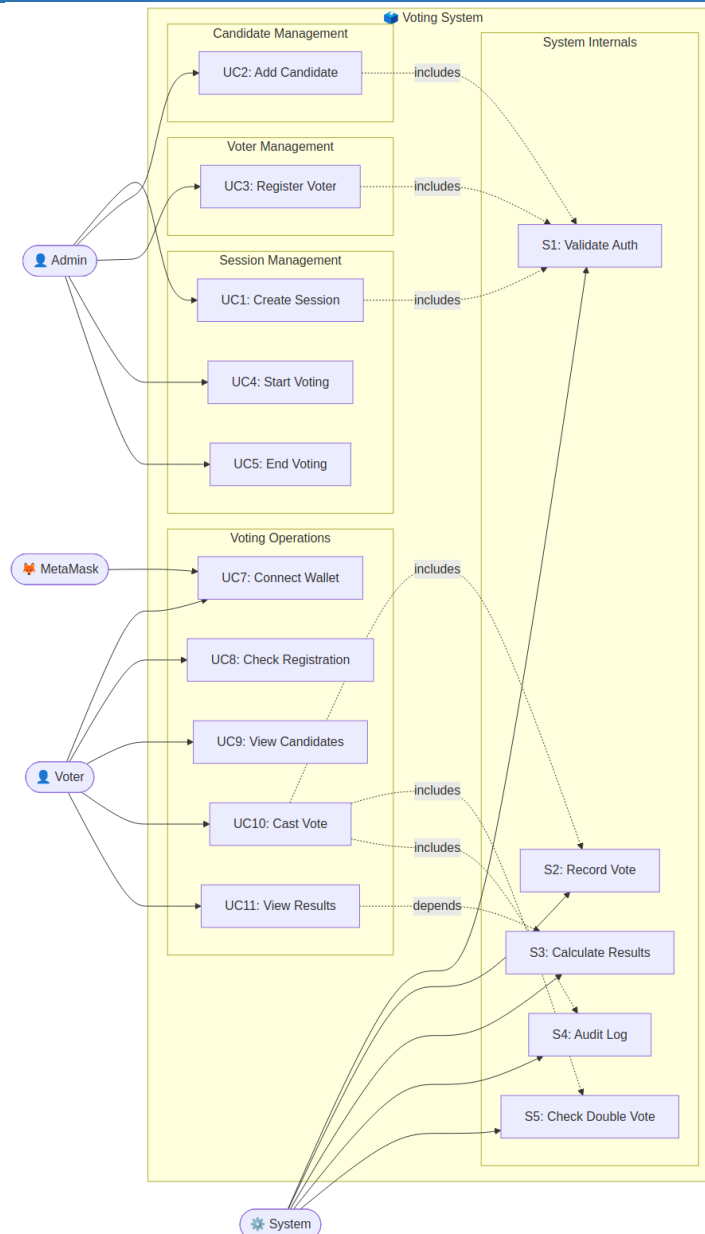 🗳️ Voting System
Candidate Management
System Internals
UC2: Add Candidate
includes
Voter Management
UC3: Register Voter
includes
S1: Validate Auth
👤 Admin
Session Management
UC1: Create Session
includes
UC4: Start Voting
UC5: End Voting
Voting Operations
🦊 MetaMask
UC7: Connect Wallet
includes
UC8: Check Registration
UC9: View Candidates
👤 Voter
includes
UC10: Cast Vote
includes
S2: Record Vote
UC11: View Results
depends
S3: Calculate Results
S4: Audit Log
S5: Check Double Vote
⚙️ System